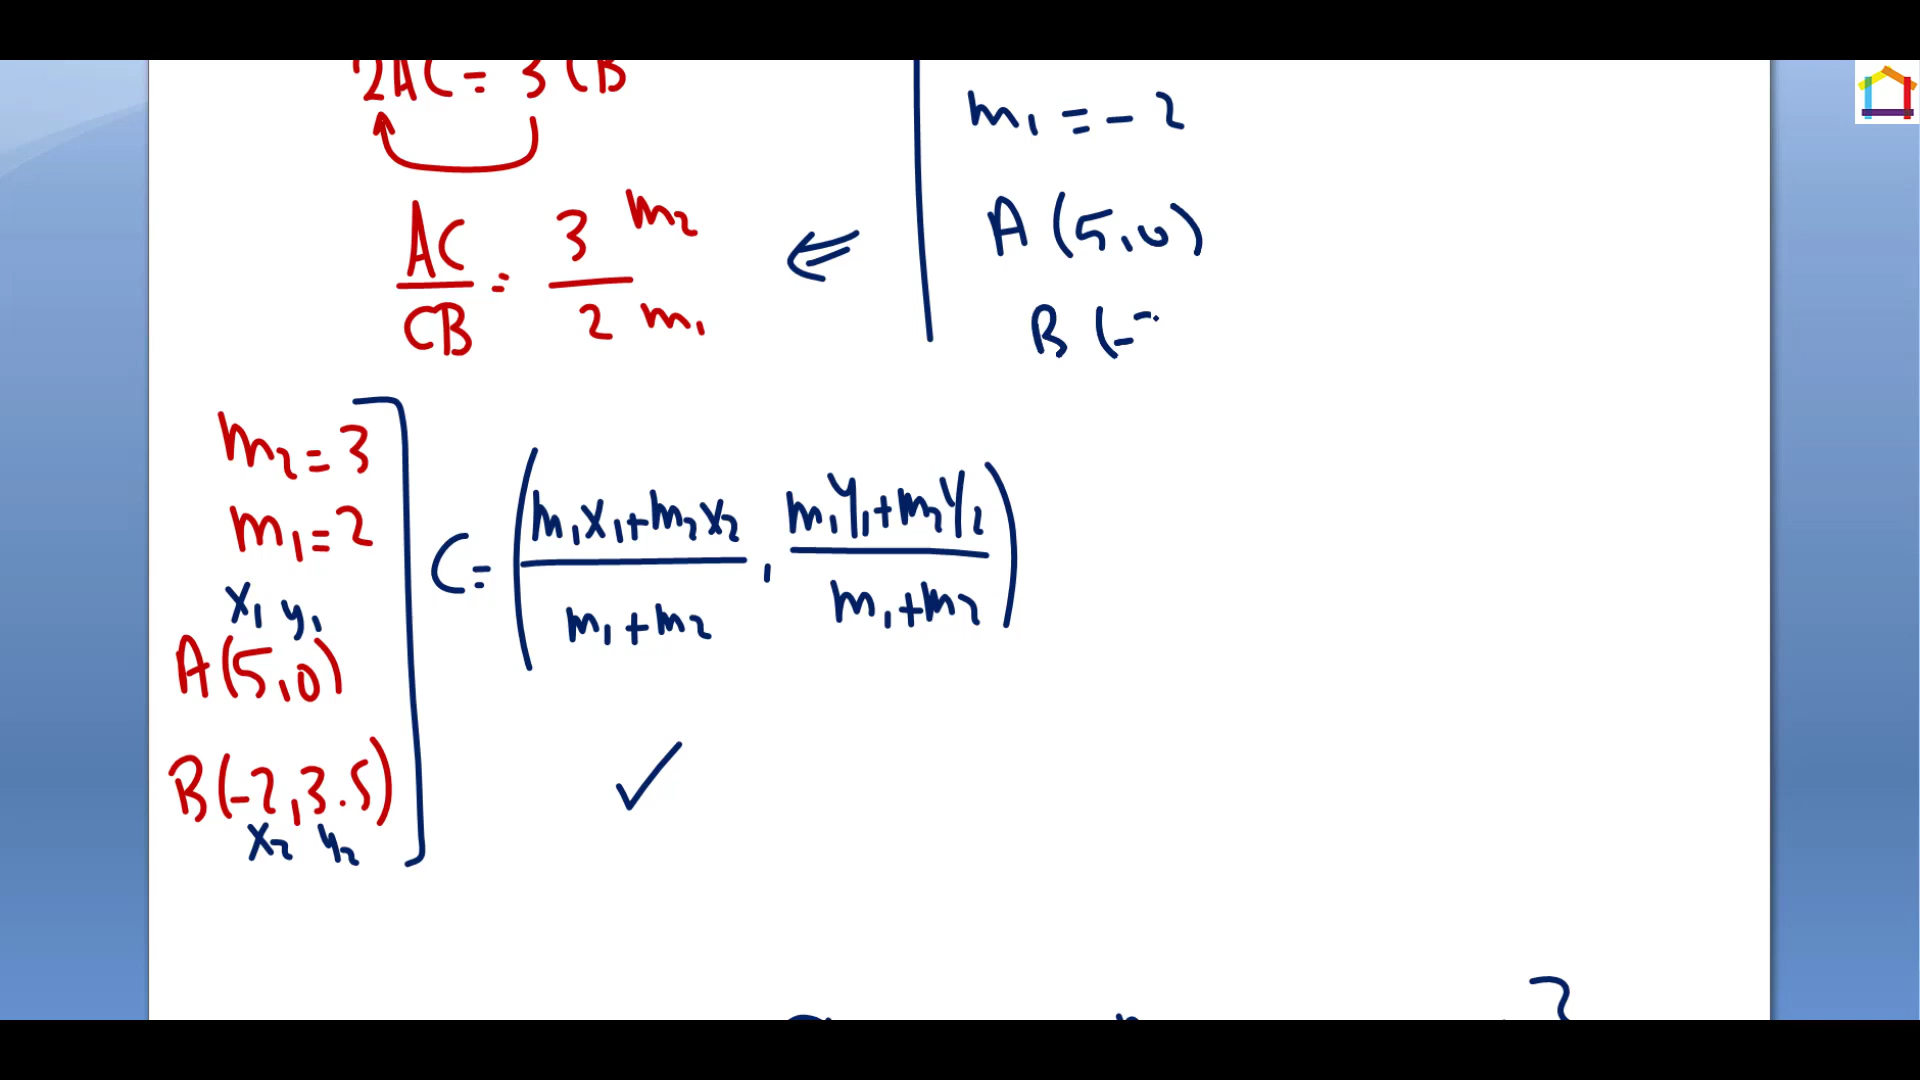 2AC = 3CB
AC/CB = 3 m₂ / 2 m₁
m₁ = -2
A (5,0)
B (-
m₂ = 3
m₁ = 2
x₁ y₁
A(5,0)
B(-2,3.5)
x₂ y₂
C = ( (m₁x₁+m₂x₂)/(m₁+m₂) , (m₁y₁+m₂y₂)/(m₁+m₂) )